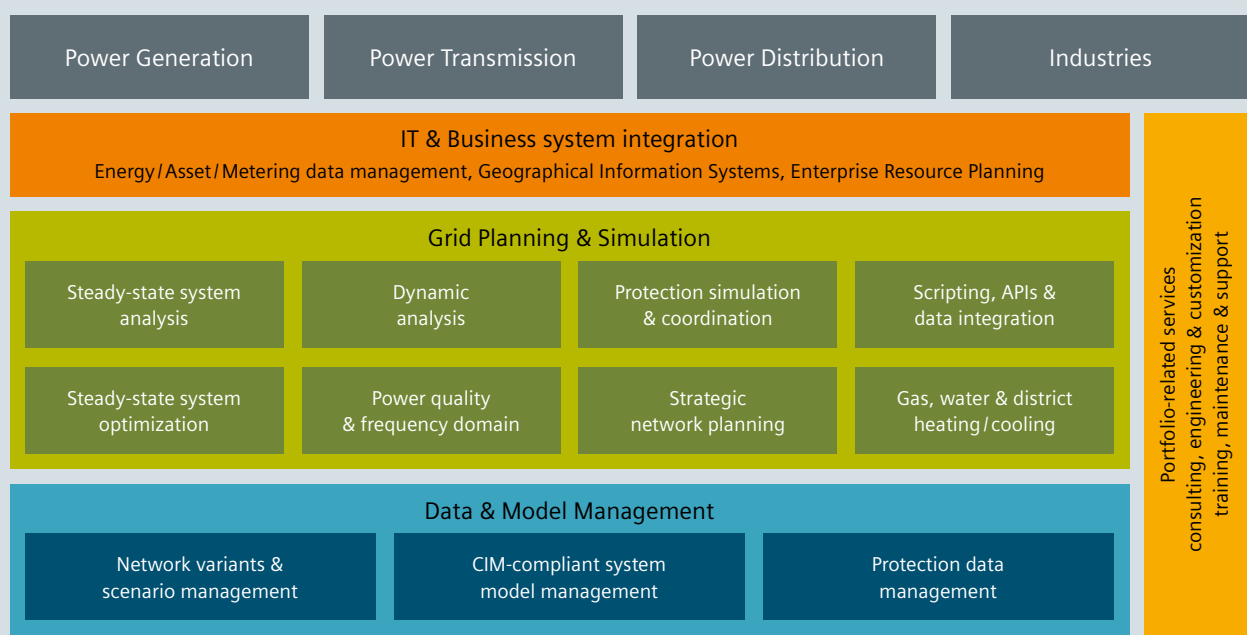 Power Generation
Power Transmission
Power Distribution
Industries
IT & Business system integration
Energy/Asset/Metering data management, Geographical Information Systems, Enterprise Resource Planning
Grid Planning & Simulation
Steady-state system
analysis
Dynamic
analysis
Protection simulation
& coordination
Scripting, APIs &
data integration
Steady-state system
optimization
Power quality
& frequency domain
Strategic
network planning
Gas, water & district
heating/cooling
Data & Model Management
Network variants &
scenario management
CIM-compliant system
model management
Protection data
management
Portfolio-related services
consulting, engineering & customization
training, maintenance & support